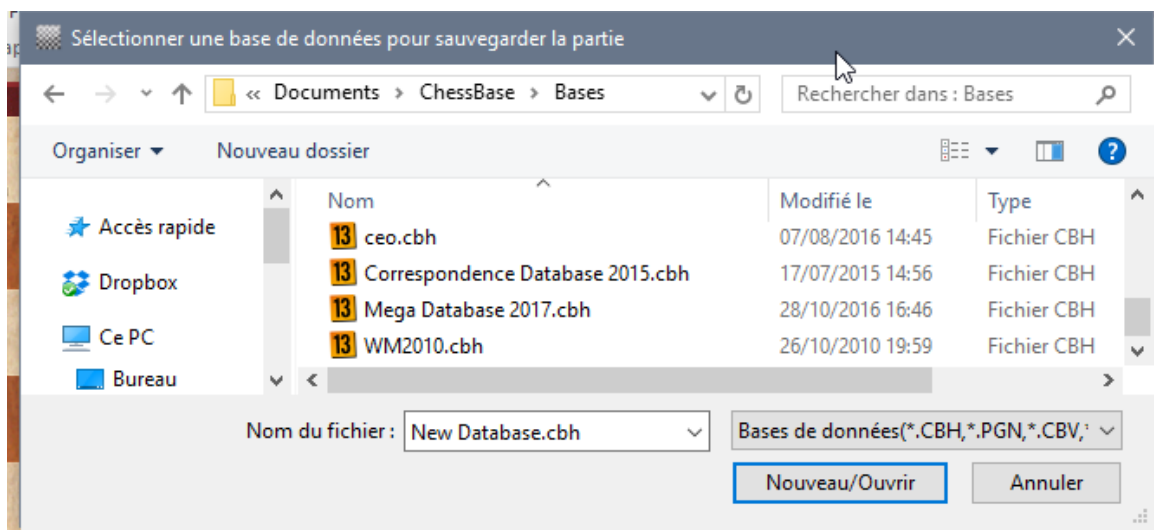 Sélectionner une base de données pour sauvegarder la partie
« Documents > ChessBase > Bases
Rechercher dans : Bases
Organiser
Nouveau dossier
Nom
Modifié le
Type
Accès rapide
Dropbox
Ce PC
Bureau
13 ceo.cbh 07/08/2016 14:45 Fichier CBH
13 Correspondence Database 2015.cbh 17/07/2015 14:56 Fichier CBH
13 Mega Database 2017.cbh 28/10/2016 16:46 Fichier CBH
13 WM2010.cbh 26/10/2010 19:59 Fichier CBH
Nom du fichier : New Database.cbh
Bases de données(*.CBH,*.PGN,*.CBV,
Nouveau/Ouvrir
Annuler